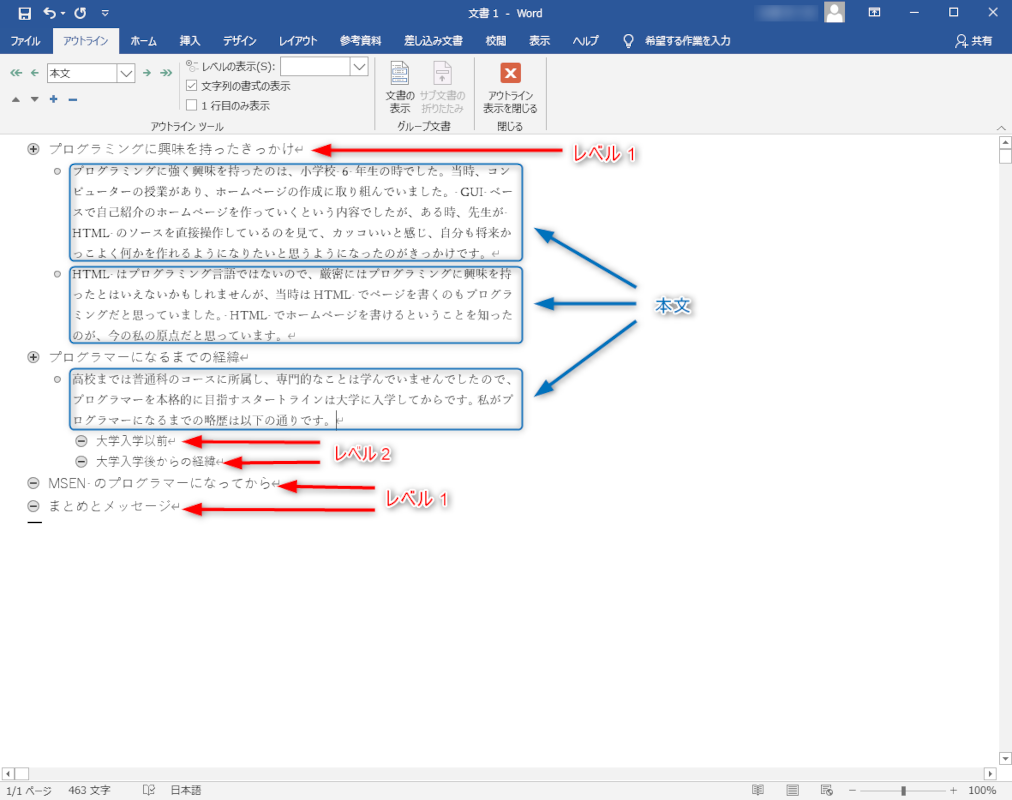 文書 1 - Word
ファイル アウトライン ホーム 挿入 デザイン レイアウト 参考資料 差し込み文書 校閲 表示 ヘルプ 希望する作業を入力 共有
本文
レベルの表示(S):
文字列の書式の表示
1 行目のみ表示
アウトライン ツール
文書の
表示
サブ文書の
折りたたみ
グループ文書
アウトライン
表示を閉じる
閉じる
プログラミングに興味を持ったきっかけ↵
レベル 1
プログラミングに強く興味を持ったのは、小学校 6 年生の時でした。当時、コン
ピューターの授業があり、ホームページの作成に取り組んでいました。 GUI ベー
スで自己紹介のホームページを作っていくという内容でしたが、ある時、先生が
HTML のソースを直接操作しているのを見て、カッコいいと感じ、自分も将来か
っこよく何かを作れるようになりたいと思うようになったのがきっかけです。↵
HTML はプログラミング言語ではないので、厳密にはプログラミングに興味を持
ったとはいえないかもしれませんが、当時は HTML でページを書くのもプログラ
ミングだと思っていました。 HTML でホームページを書けるということを知った
のが、今の私の原点だと思っています。↵
本文
プログラマーになるまでの経緯↵
高校までは普通科のコースに所属し、専門的なことは学んでいませんでしたので、
プログラマーを本格的に目指すスタートラインは大学に入学してからです。私がプ
ログラマーになるまでの略歴は以下の通りです。↵
大学入学以前↵
大学入学後からの経緯↵
レベル 2
MSEN のプログラマーになってから↵
まとめとメッセージ↵
レベル 1
1/1 ページ 463 文字 日本語 100%